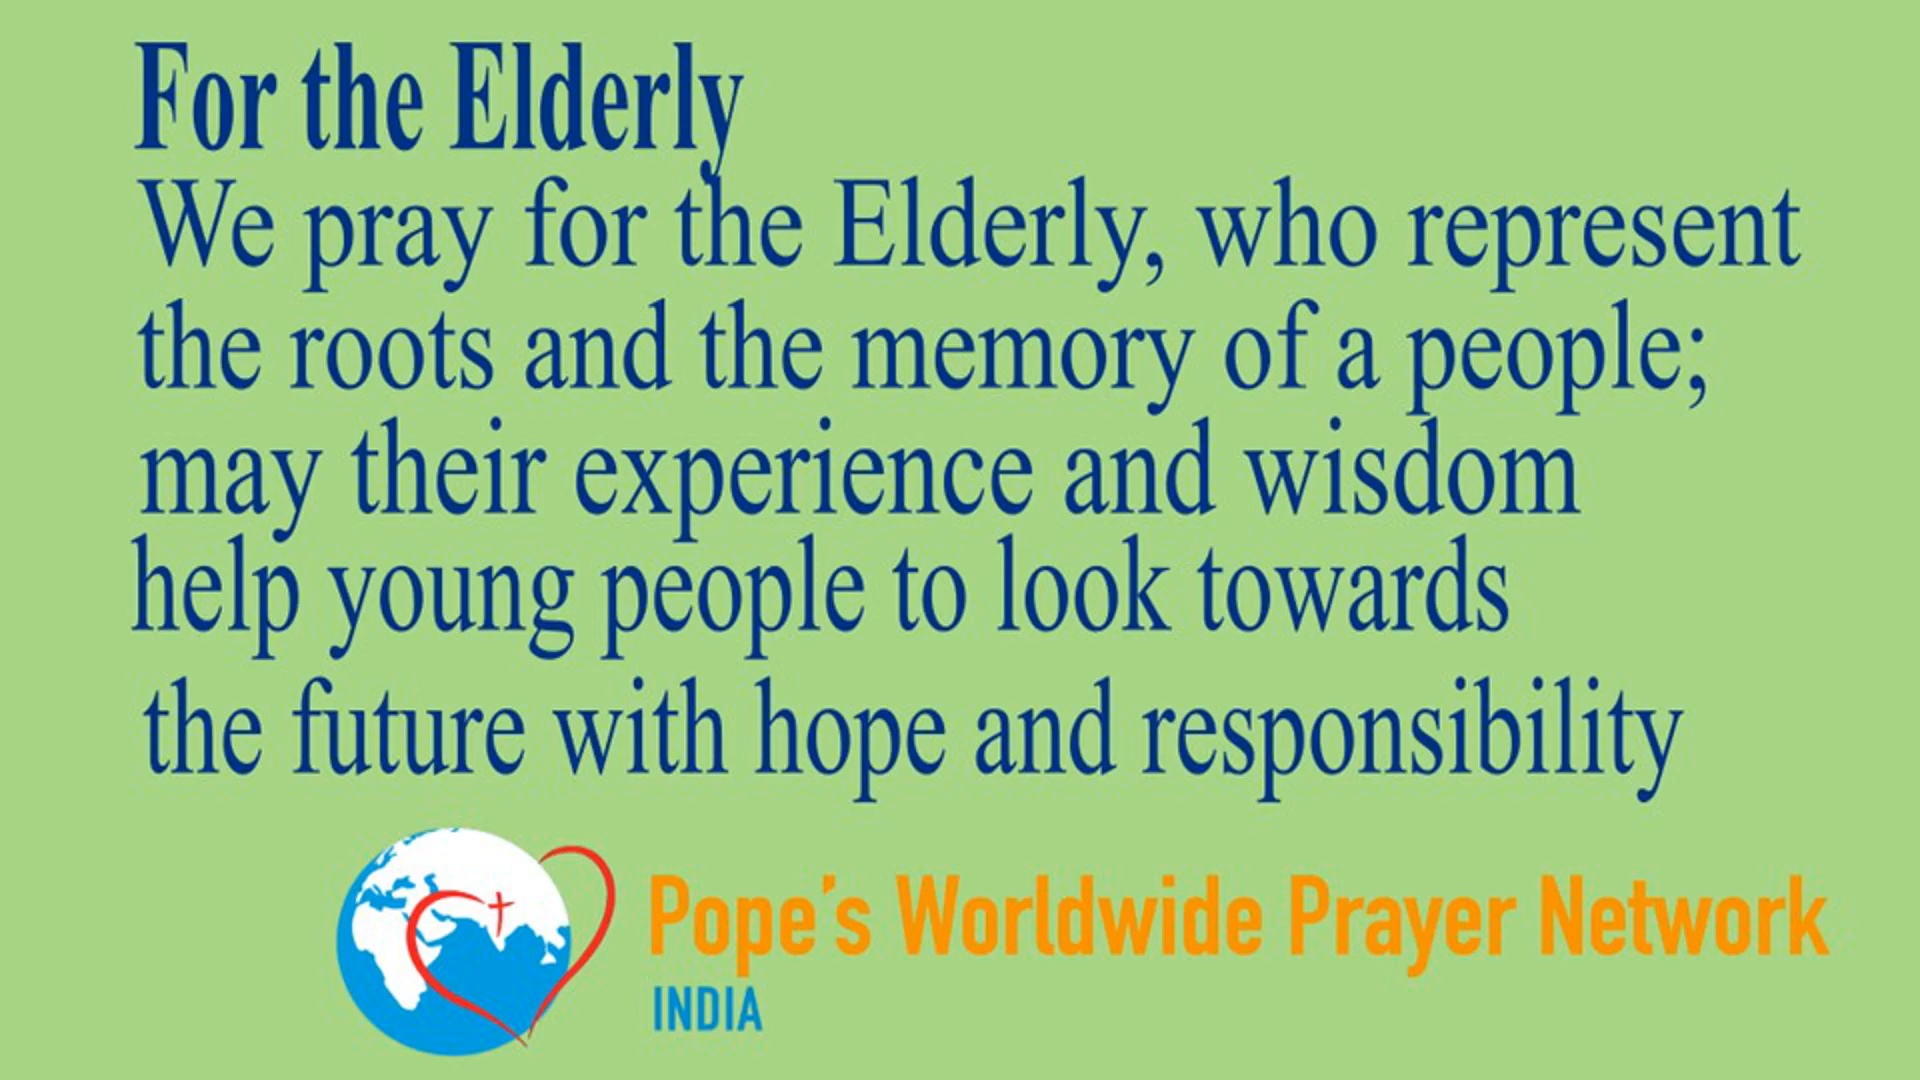 For the Elderly
We pray for the Elderly, who represent
the roots and the memory of a people;
may their experience and wisdom
help young people to look towards
the future with hope and responsibility
Pope's Worldwide Prayer Network
INDIA